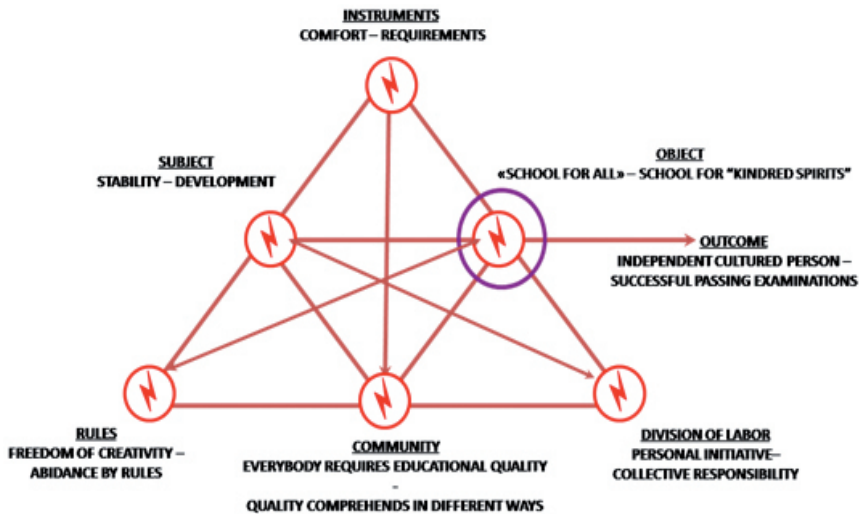 INSTRUMENTS
COMFORT – REQUIREMENTS
SUBJECT
STABILITY – DEVELOPMENT
OBJECT
«SCHOOL FOR ALL» – SCHOOL FOR "KINDRED SPIRITS"
OUTCOME
INDEPENDENT CULTURED PERSON –
SUCCESSFUL PASSING EXAMINATIONS
RULES
FREEDOM OF CREATIVITY –
ABIDANCE BY RULES
COMMUNITY
EVERYBODY REQUIRES EDUCATIONAL QUALITY
–
QUALITY COMPREHENDS IN DIFFERENT WAYS
DIVISION OF LABOR
PERSONAL INITIATIVE–
COLLECTIVE RESPONSIBILITY